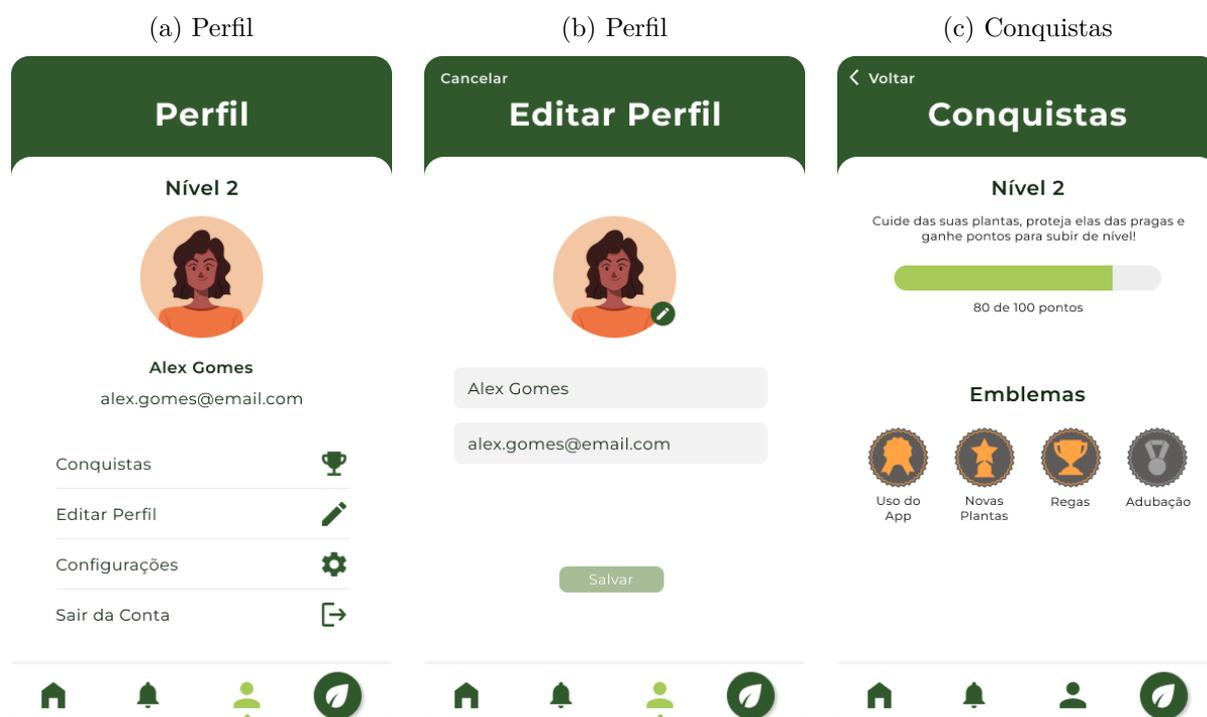 (a) Perfil
Perfil
Nível 2
Alex Gomes
alex.gomes@email.com
Conquistas
Editar Perfil
Configurações
Sair da Conta
(b) Perfil
Cancelar
Editar Perfil
Alex Gomes
alex.gomes@email.com
Salvar
(c) Conquistas
Voltar
Conquistas
Nível 2
Cuide das suas plantas, proteja elas das pragas e
ganhe pontos para subir de nível!
80 de 100 pontos
Emblemas
Uso do
App
Novas
Plantas
Regas
Adubação